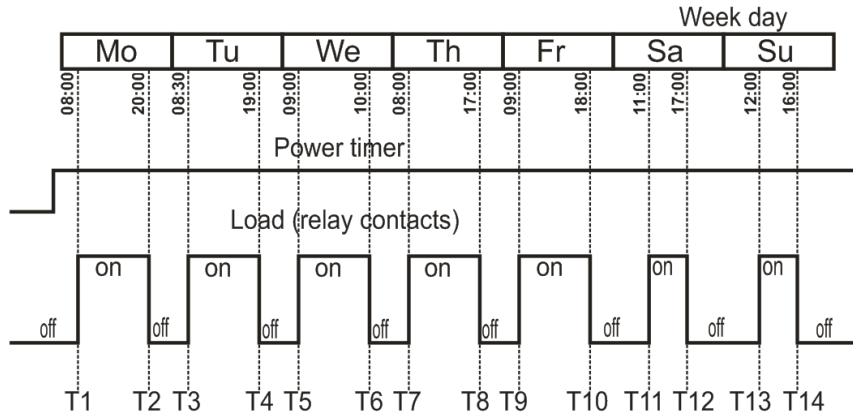 Week day
Mo Tu We Th Fr Sa Su
08:00 20:00 08:30 19:00 09:00 10:00 08:00 17:00 09:00 18:00 11:00 17:00 12:00 16:00
Power timer
Load (relay contacts)
on on on on on on on
off off off off off off off off
T1 T2 T3 T4 T5 T6 T7 T8 T9 T10 T11 T12 T13 T14